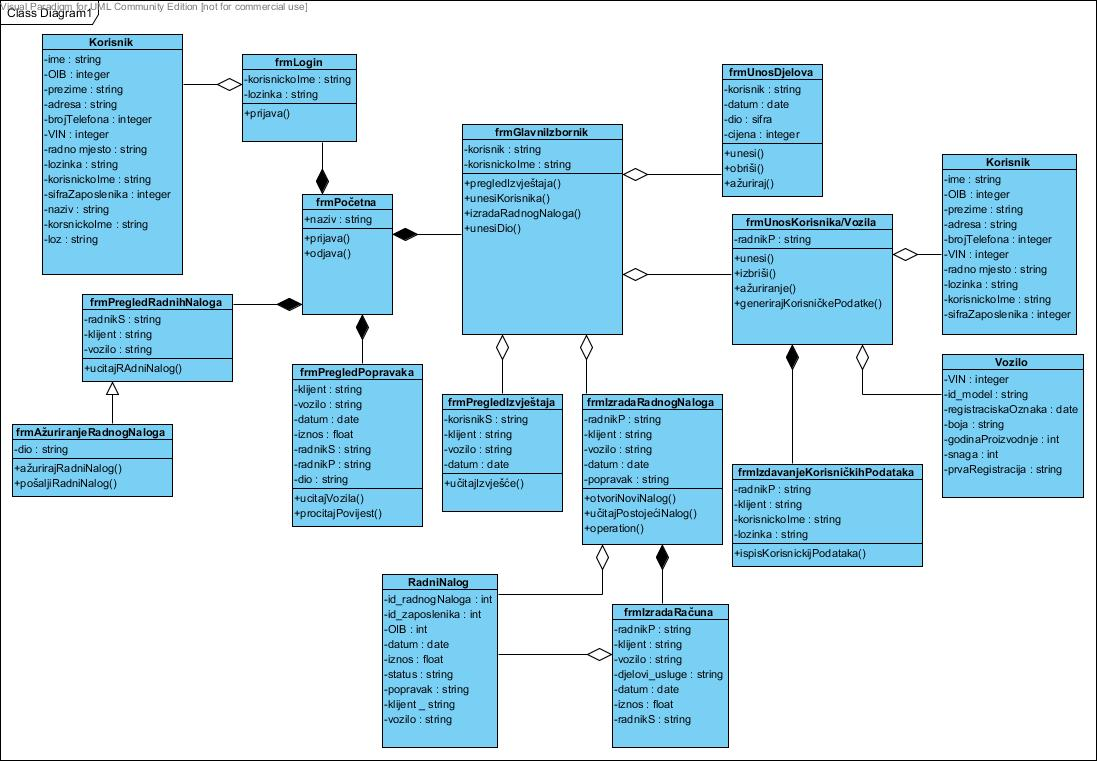 Visual Paradigm for UML Community Edition [not for commercial use]
Class Diagram1
Korisnik
-ime : string
-OIB : integer
-prezime : string
-adresa : string
-brojTelefona : integer
-VIN : integer
-radno mjesto : string
-lozinka : string
-korisnickoIme : string
-sifraZaposlenika : integer
-naziv : string
-korsnickoIme : string
-loz : string
frmLogin
-korisnickoIme : string
-lozinka : string
+prijava()
frmPočetna
+naziv : string
+prijava()
+odjava()
frmGlavniIzbornik
-korisnik : string
-korisnickoIme : string
+pregledIzvještaja()
+unesiKorisnika()
+izradaRadnogNaloga()
+unesiDio()
frmUnosDjelova
-korisnik : string
-datum : date
-dio : sifra
-cijena : integer
+unesi()
+obriši()
+ažuriraj()
frmUnosKorisnika/Vozila
-radnikP : string
+unesi()
+izbriši()
+ažuriranje()
+generirajKorisničkePodatke()
Korisnik
-ime : string
-OIB : integer
-prezime : string
-adresa : string
-brojTelefona : integer
-VIN : integer
-radno mjesto : string
-lozinka : string
-korisnickoIme : string
-sifraZaposlenika : integer
frmPregledRadnihNaloga
-radnikS : string
-klijent : string
-vozilo : string
+ucitajRAdniNalog()
frmAžuriranjeRadnogNaloga
-dio : string
+ažurirajRadniNalog()
+pošaljiRadniNalog()
frmPregledPopravaka
-klijent : string
-vozilo : string
-datum : date
-iznos : float
-radnikS : string
-radnikP : string
-dio : string
+ucitajVozila()
+procitajPovijest()
frmPregledIzvještaja
-korisnikS : string
-klijent : string
-vozilo : string
-datum : date
+učitajIzvješće()
frmIzradaRadnogNaloga
-radnikP : string
-klijent : string
-vozilo : string
-datum : date
-popravak : string
+otvoriNoviNalog()
+učitajPostojećiNalog()
+operation()
frmIzdavanjeKorisničkihPodataka
-radnikP : string
-klijent : string
-korisnickoIme : string
-lozinka : string
+ispisKorisnickijPodataka()
Vozilo
-VIN : integer
-id_model : string
-registraciskaOznaka : date
-boja : string
-godinaProizvodnje : int
-snaga : int
-prvaRegistracija : string
RadniNalog
-id_radnogNaloga : int
-id_zaposlenika : int
-OIB : int
-datum : date
-iznos : float
-status : string
-popravak : string
-klijent _ string
-vozilo : string
frmIzradaRačuna
-radnikP : string
-klijent : string
-vozilo : string
-djelovi_usluge : string
-datum : date
-iznos : float
-radnikS : string